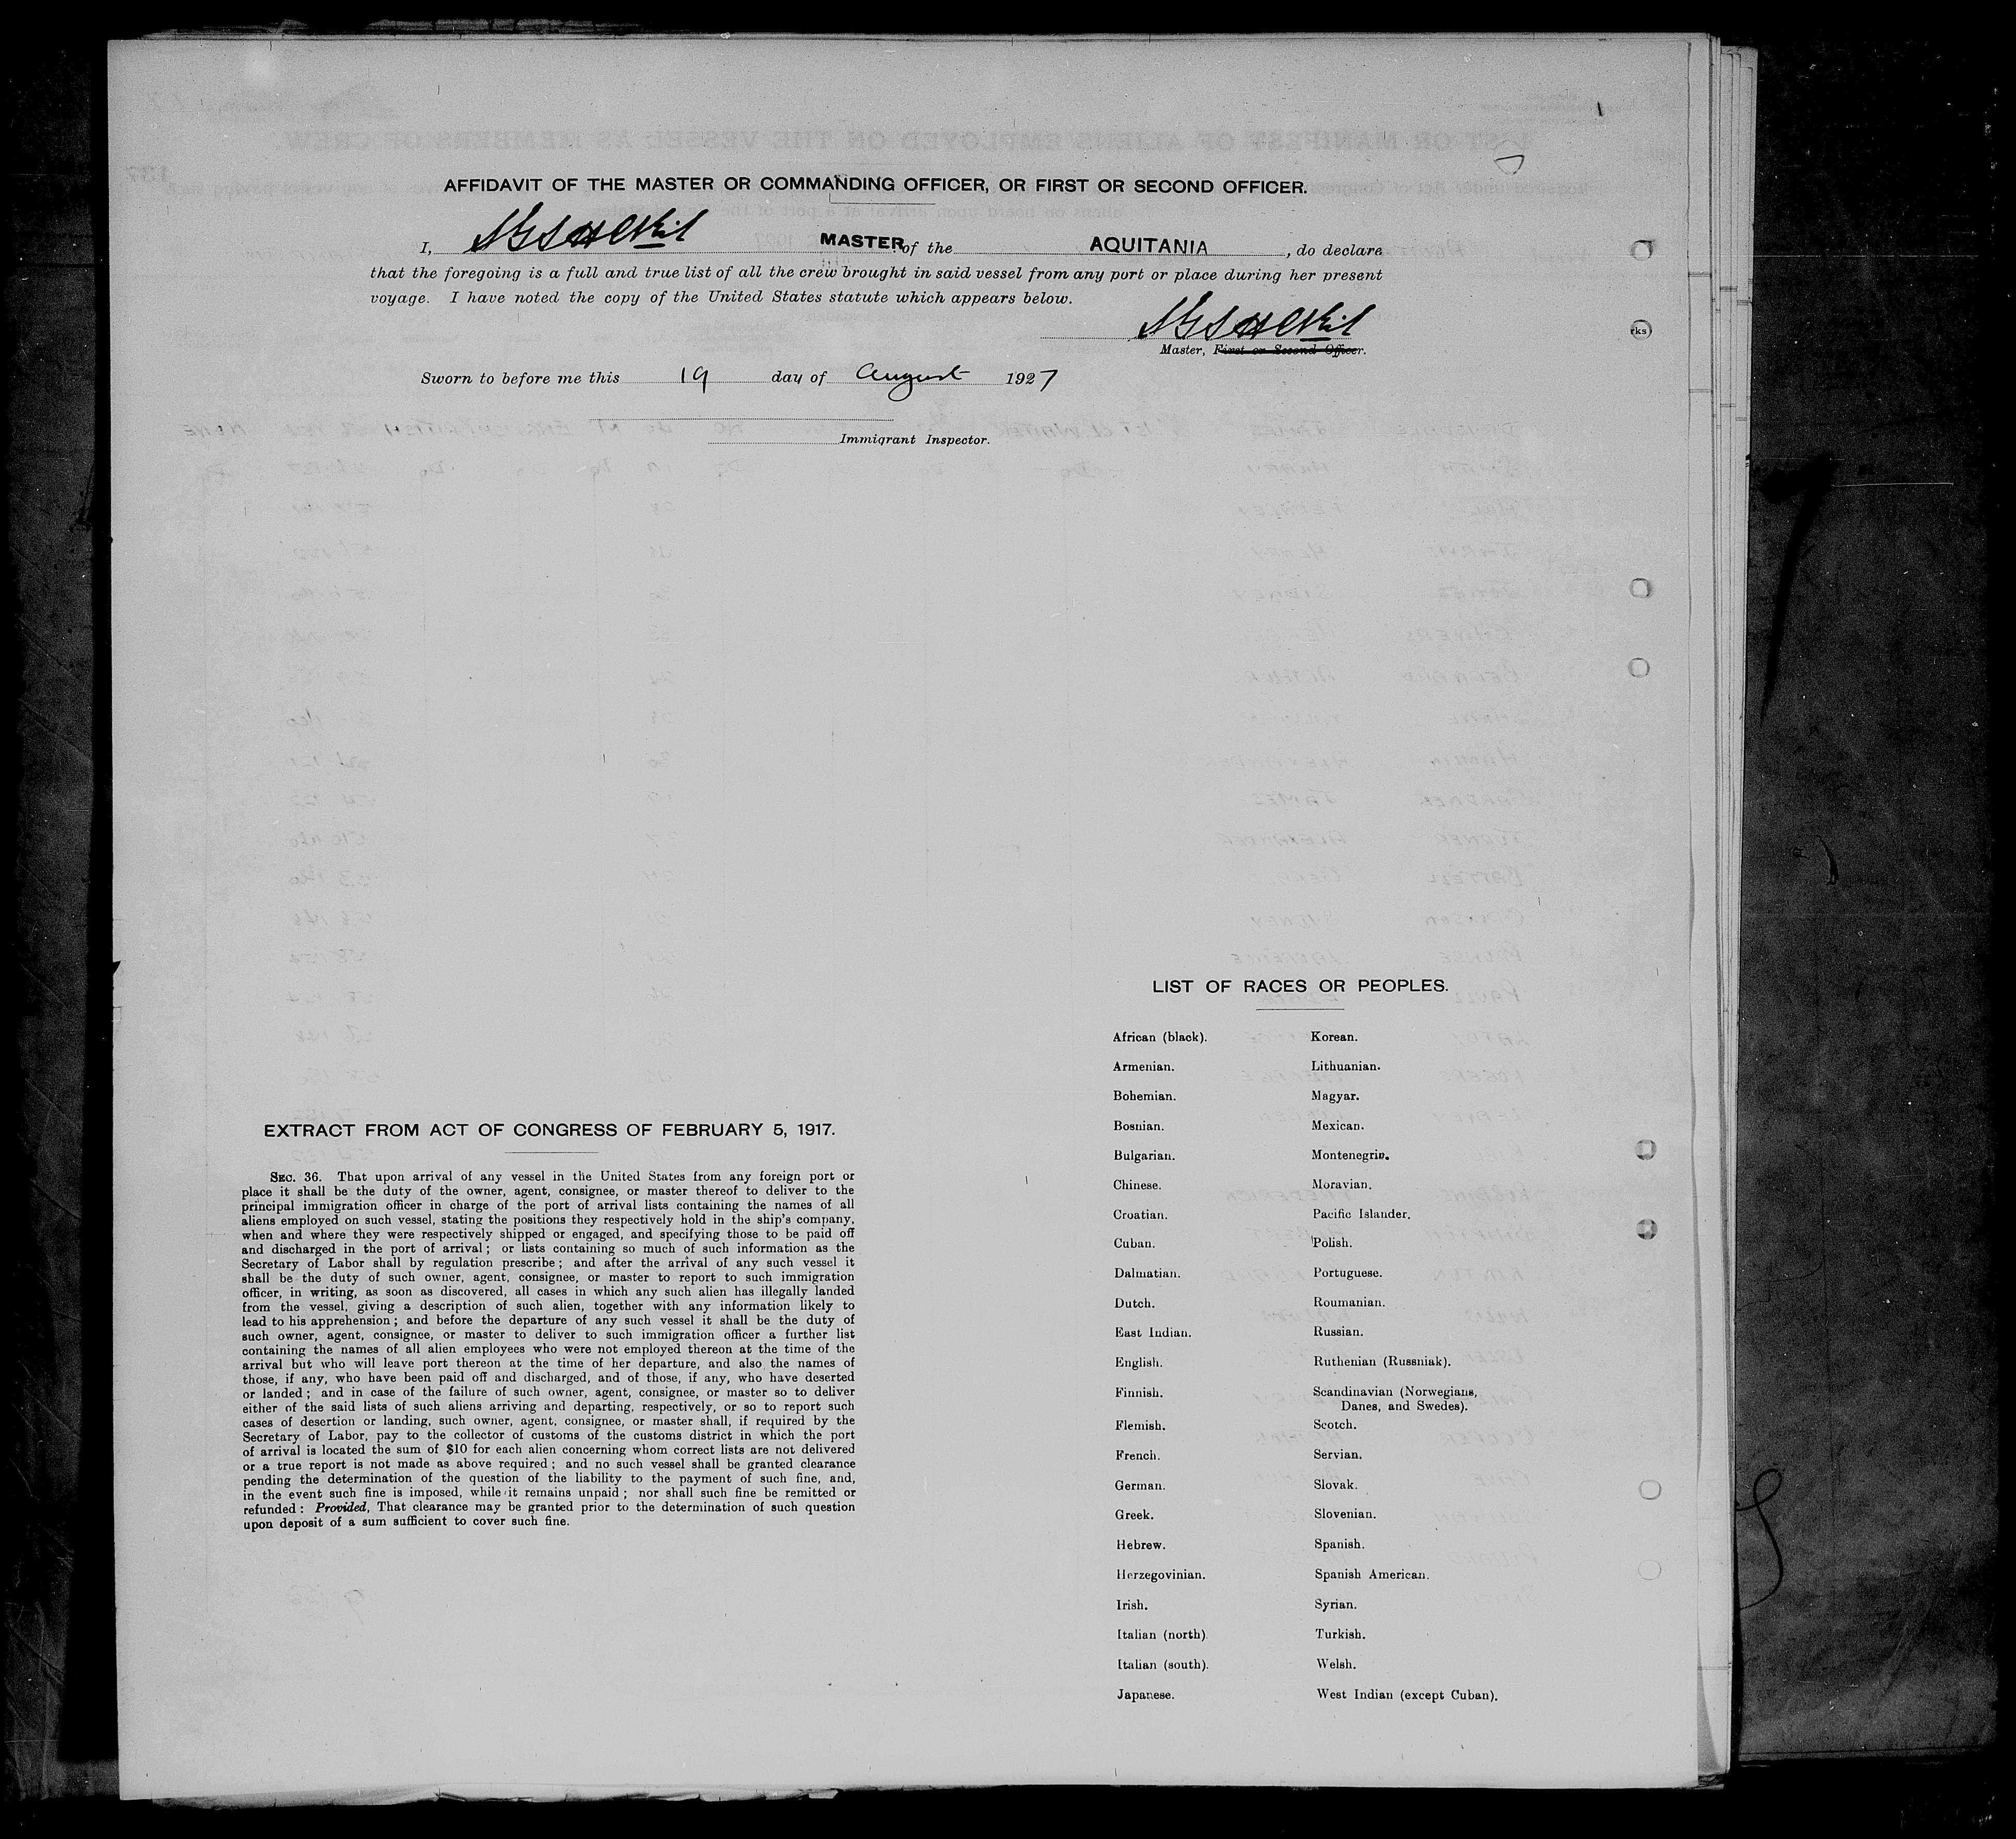 AFFIDAVIT OF THE MASTER OR COMMANDING OFFICER, OR FIRST OR SECOND OFFICER.
I, MASTER of the AQUITANIA, do declare
that the foregoing is a full and true list of all the crew brought in said vessel from any port or place during her present
voyage. I have noted the copy of the United States statute which appears below.
Master, First or Second Officer.
Sworn to before me this 19 day of August 1927
Immigrant Inspector.
rks)
EXTRACT FROM ACT OF CONGRESS OF FEBRUARY 5, 1917.
SEC. 36. That upon arrival of any vessel in the United States from any foreign port or
place it shall be the duty of the owner, agent, consignee, or master thereof to deliver to the
principal immigration officer in charge of the port of arrival lists containing the names of all
aliens employed on such vessel, stating the positions they respectively hold in the ship's company,
when and where they were respectively shipped or engaged, and specifying those to be paid off
and discharged in the port of arrival; or lists containing so much of such information as the
Secretary of Labor shall by regulation prescribe; and after the arrival of any such vessel it
shall be the duty of such owner, agent, consignee, or master to report to such immigration
officer, in writing, as soon as discovered, all cases in which any such alien has illegally landed
from the vessel, giving a description of such alien, together with any information likely to
lead to his apprehension; and before the departure of any such vessel it shall be the duty of
such owner, agent, consignee, or master to deliver to such immigration officer a further list
containing the names of all alien employees who were not employed thereon at the time of the
arrival but who will leave port thereon at the time of her departure, and also the names of
those, if any, who have been paid off and discharged, and of those, if any, who have deserted
or landed; and in case of the failure of such owner, agent, consignee, or master so to deliver
either of the said lists of such aliens arriving and departing, respectively, or so to report such
cases of desertion or landing, such owner, agent, consignee, or master shall, if required by the
Secretary of Labor, pay to the collector of customs of the customs district in which the port
of arrival is located the sum of $10 for each alien concerning whom correct lists are not delivered
or a true report is not made as above required; and no such vessel shall be granted clearance
pending the determination of the question of the liability to the payment of such fine, and,
in the event such fine is imposed, while it remains unpaid; nor shall such fine be remitted or
refunded: Provided, That clearance may be granted prior to the determination of such question
upon deposit of a sum sufficient to cover such fine.
LIST OF RACES OR PEOPLES.
African (black).
Armenian.
Bohemian.
Bosnian.
Bulgarian.
Chinese.
Croatian.
Cuban.
Dalmatian.
Dutch.
East Indian.
English.
Finnish.
Flemish.
French.
German.
Greek.
Hebrew.
Herzegovinian.
Irish.
Italian (north).
Italian (south).
Japanese.
Korean.
Lithuanian.
Magyar.
Mexican.
Montenegrin.
Moravian.
Pacific Islander.
Polish.
Portuguese.
Roumanian.
Russian.
Ruthenian (Russniak).
Scandinavian (Norwegians,
Danes, and Swedes).
Scotch.
Servian.
Slovak.
Slovenian.
Spanish.
Spanish American.
Syrian.
Turkish.
Welsh.
West Indian (except Cuban).